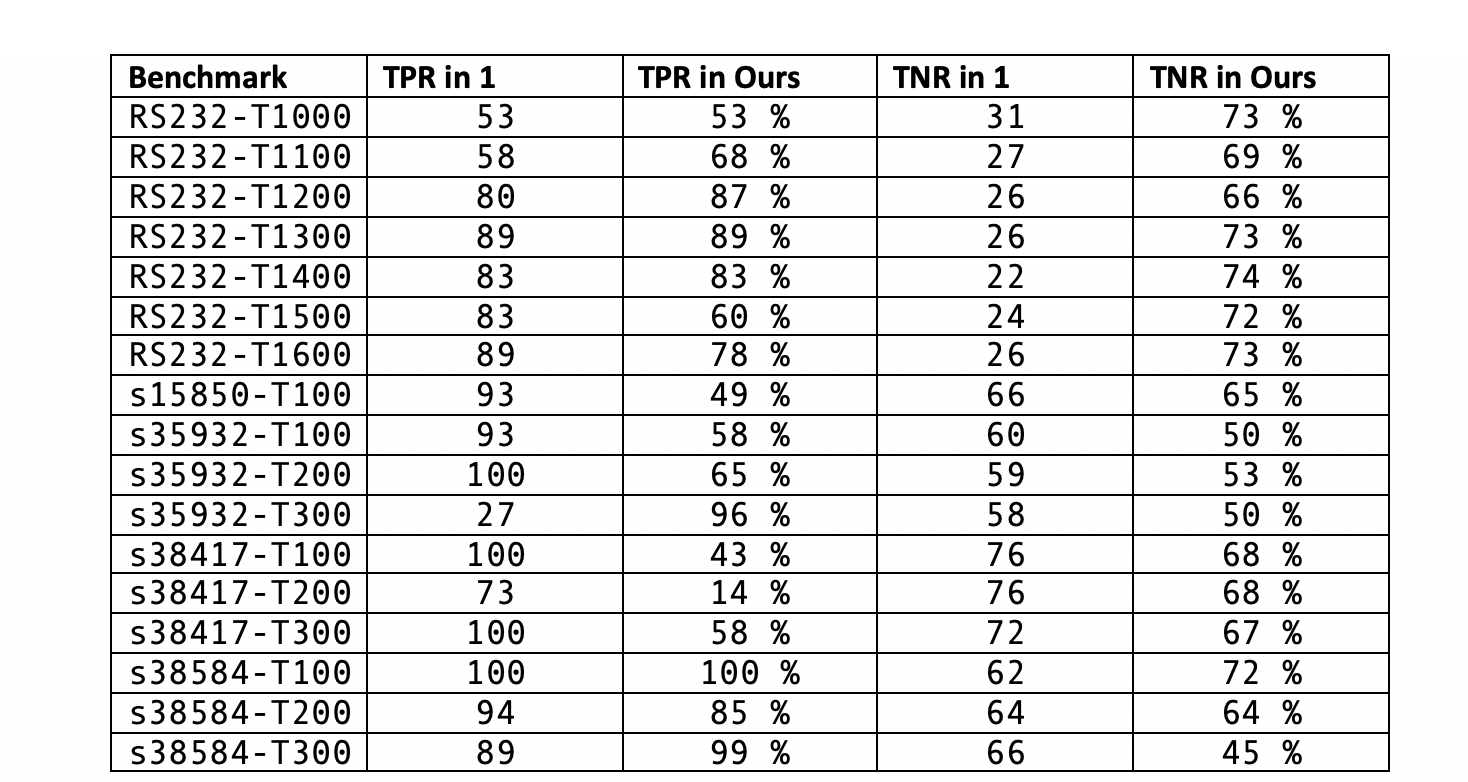 Benchmark TPR in 1 TPR in Ours TNR in 1 TNR in Ours
RS232-T1000 53 53 % 31 73 %
RS232-T1100 58 68 % 27 69 %
RS232-T1200 80 87 % 26 66 %
RS232-T1300 89 89 % 26 73 %
RS232-T1400 83 83 % 22 74 %
RS232-T1500 83 60 % 24 72 %
RS232-T1600 89 78 % 26 73 %
s15850-T100 93 49 % 66 65 %
s35932-T100 93 58 % 60 50 %
s35932-T200 100 65 % 59 53 %
s35932-T300 27 96 % 58 50 %
s38417-T100 100 43 % 76 68 %
s38417-T200 73 14 % 76 68 %
s38417-T300 100 58 % 72 67 %
s38584-T100 100 100 % 62 72 %
s38584-T200 94 85 % 64 64 %
s38584-T300 89 99 % 66 45 %